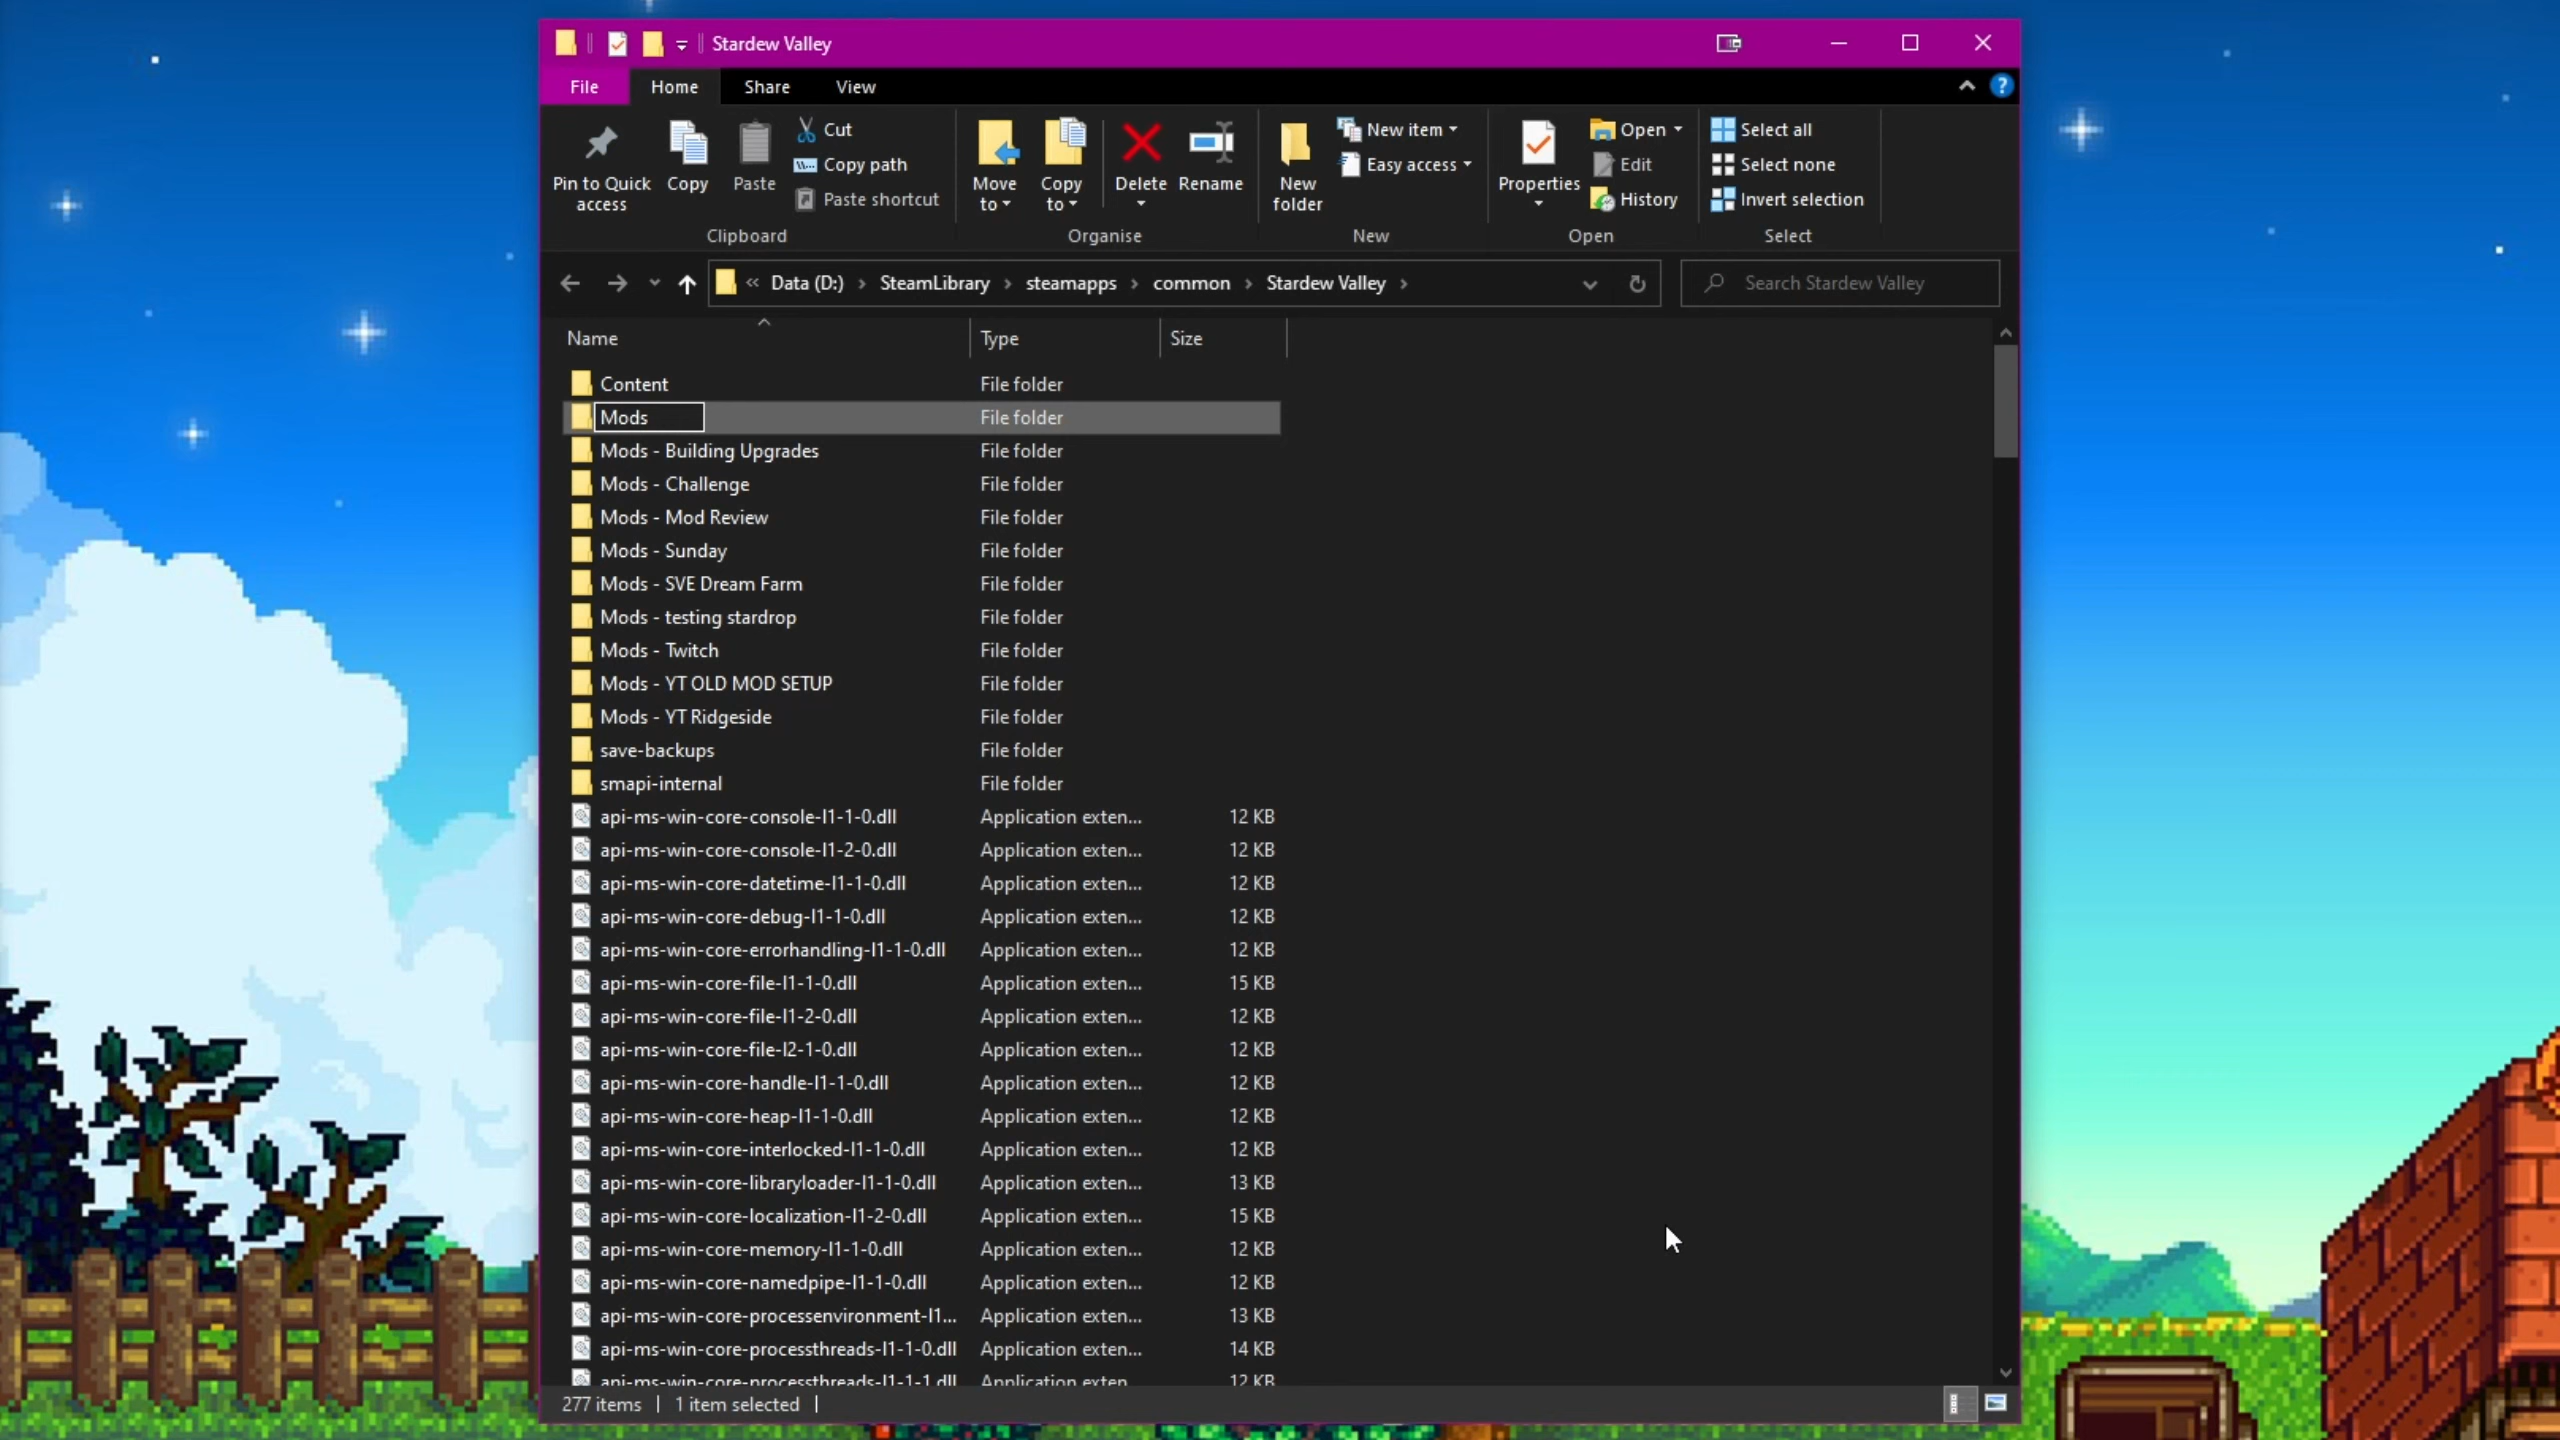 Stardew Valley
File Home Share View
Pin to Quick access
Copy
Paste
Cut
Copy path
Paste shortcut
Clipboard
Move to
Copy to
Delete
Rename
Organise
New folder
New item
Easy access
New
Properties
Open
Edit
History
Open
Select all
Select none
Invert selection
Select
« Data (D:) › SteamLibrary › steamapps › common › Stardew Valley ›
Search Stardew Valley
Name Type Size
Content File folder
Mods File folder
Mods - Building Upgrades File folder
Mods - Challenge File folder
Mods - Mod Review File folder
Mods - Sunday File folder
Mods - SVE Dream Farm File folder
Mods - testing stardrop File folder
Mods - Twitch File folder
Mods - YT OLD MOD SETUP File folder
Mods - YT Ridgeside File folder
save-backups File folder
smapi-internal File folder
api-ms-win-core-console-l1-1-0.dll Application exten... 12 KB
api-ms-win-core-console-l1-2-0.dll Application exten... 12 KB
api-ms-win-core-datetime-l1-1-0.dll Application exten... 12 KB
api-ms-win-core-debug-l1-1-0.dll Application exten... 12 KB
api-ms-win-core-errorhandling-l1-1-0.dll Application exten... 12 KB
api-ms-win-core-file-l1-1-0.dll Application exten... 15 KB
api-ms-win-core-file-l1-2-0.dll Application exten... 12 KB
api-ms-win-core-file-l2-1-0.dll Application exten... 12 KB
api-ms-win-core-handle-l1-1-0.dll Application exten... 12 KB
api-ms-win-core-heap-l1-1-0.dll Application exten... 12 KB
api-ms-win-core-interlocked-l1-1-0.dll Application exten... 12 KB
api-ms-win-core-libraryloader-l1-1-0.dll Application exten... 13 KB
api-ms-win-core-localization-l1-2-0.dll Application exten... 15 KB
api-ms-win-core-memory-l1-1-0.dll Application exten... 12 KB
api-ms-win-core-namedpipe-l1-1-0.dll Application exten... 12 KB
api-ms-win-core-processenvironment-l1... Application exten... 13 KB
api-ms-win-core-processthreads-l1-1-0.dll Application exten... 14 KB
api-ms-win-core-processthreads-l1-1-1.dll Application exten 12 KB
277 items 1 item selected